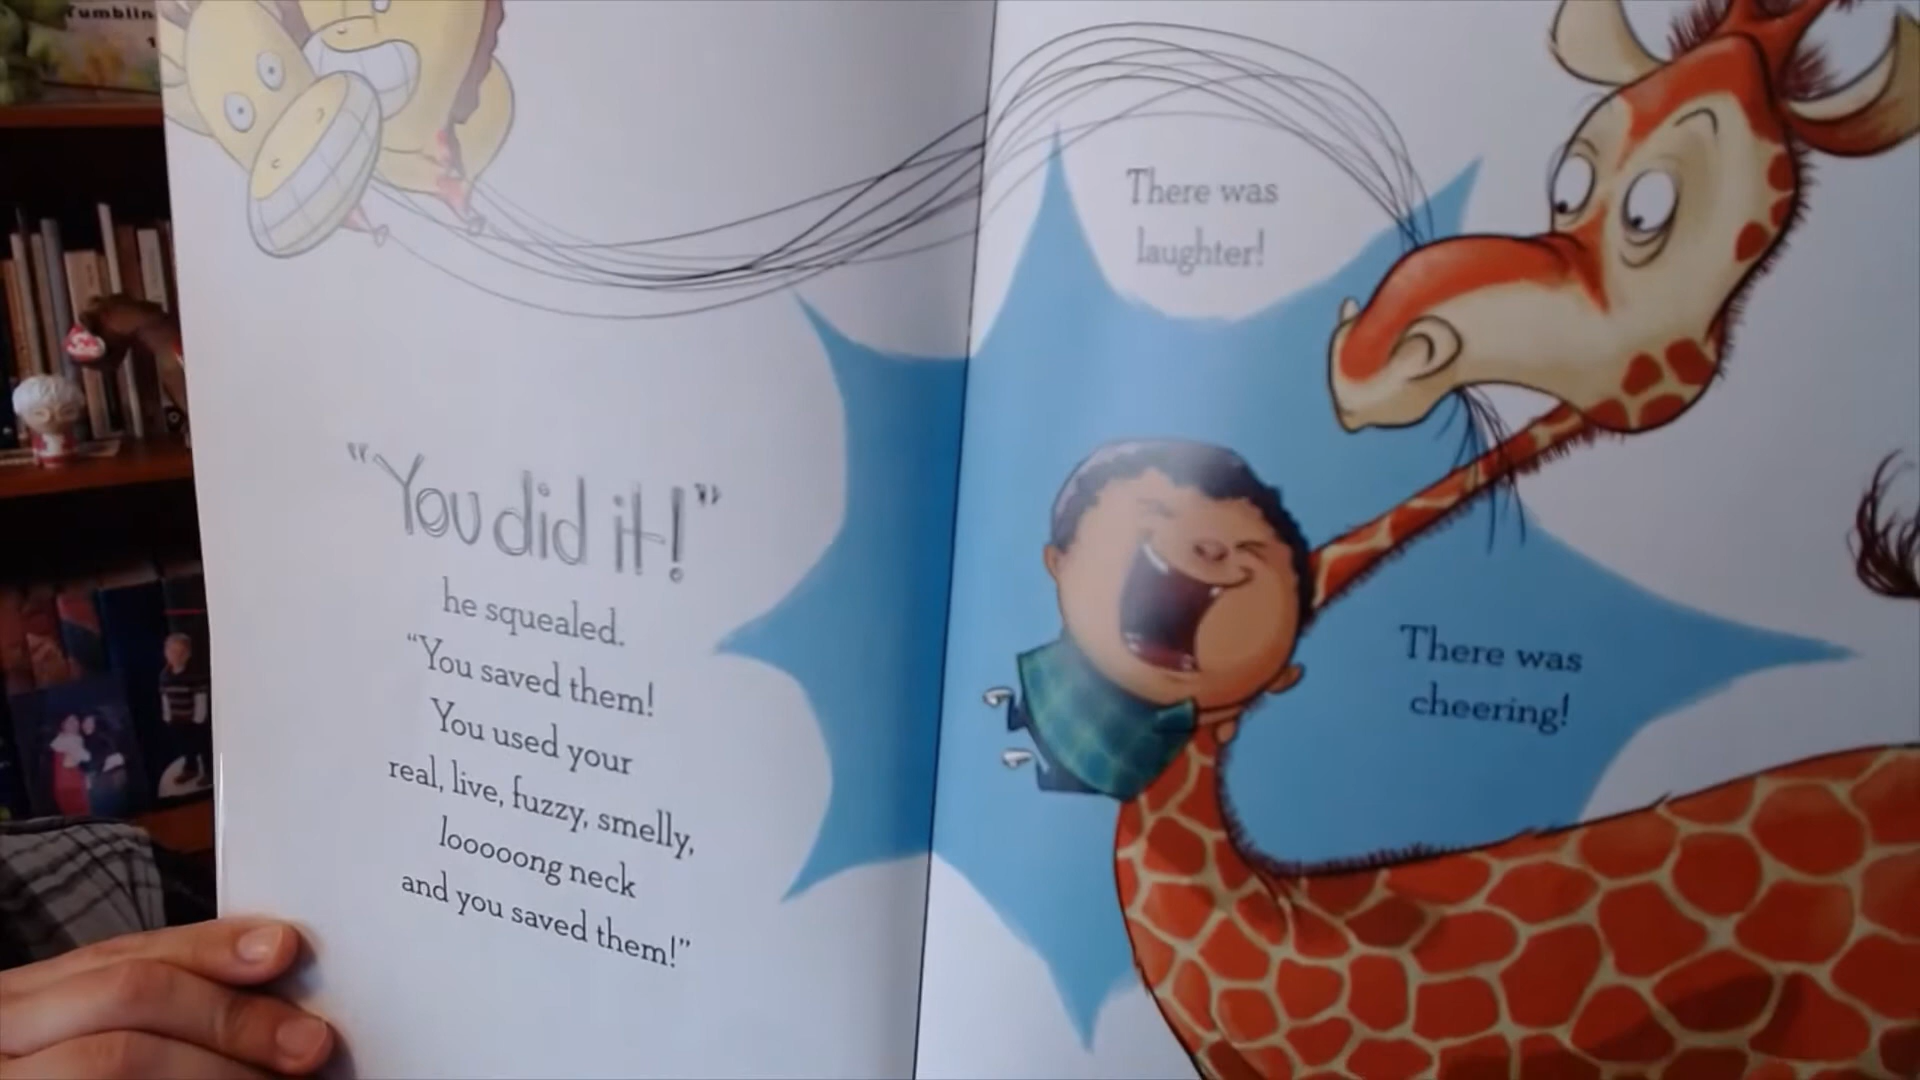 Tumblin
"You did it!"
he squealed.
"You saved them!
You used your
real, live, fuzzy, smelly,
looooong neck
and you saved them!"
There was
laughter!
There was
cheering!